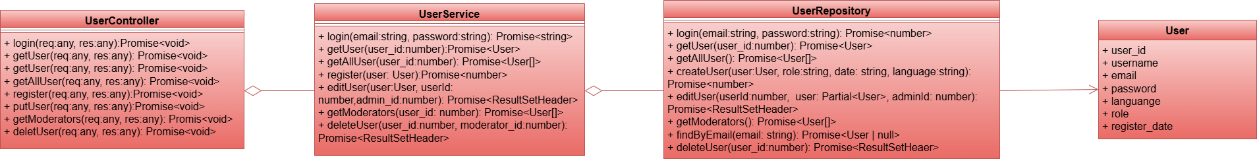 UserController
+ login(req:any, res:any):Promise<void>
+ getUser(req:any, res:any): Promise<void>
+ getUser(req:any, res:any): Promise<void>
+ getAllUser(req:any, res:any): Promise<void>
+ register(req:any, res:any): Promise<void>
+ putUser(req:any, res:any):Promise<void>
+ getModerators(req:any, res:any): Promis<void>
+ deletUser(req:any, res:any): Promise<void>
UserService
+ login(email:string, password:string): Promise<string>
+ getUser(user_id:number):Promise<User>
+ getAllUser(user_id:number): Promise<User[]>
+ register(user: User):Promise<number>
+ editUser(user:User, userId:
number,admin_id:number): Promise<ResultSetHeader>
+ getModerators(user_id: number): Promise<User[]>
+ deleteUser(user_id:number, moderator_id:number):
Promise<ResultSetHeader>
UserRepository
+ login(email:string, password:string): Promise<number>
+ getUser(user_id:number): Promise<User>
+ getAllUser(): Promise<User[]>
+ createUser(user:User, role:string, date: string, language:string):
Promise<number>
+ editUser(userId:number, user: Partial<User>, adminId: number):
Promise<ResultSetHeader>
+ getModerators(): Promise<User[]>
+ findByEmail(email: string): Promise<User | null>
+ deleteUser(user_id:number): Promise<ResultSetHeaer>
User
+ user_id
+ username
+ email
+ password
+ languange
+ role
+ register_date